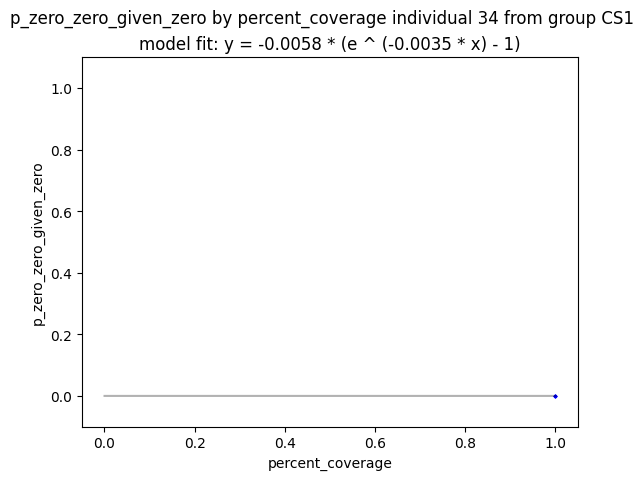 p_zero_zero_given_zero by percent_coverage individual 34 from group CS1
model fit: y = -0.0058 * (e ^ (-0.0035 * x) - 1)
1.0
0.8
0.6
0.4
0.2
0.0
p_zero_zero_given_zero
0.0 0.2 0.4 0.6 0.8 1.0
percent_coverage